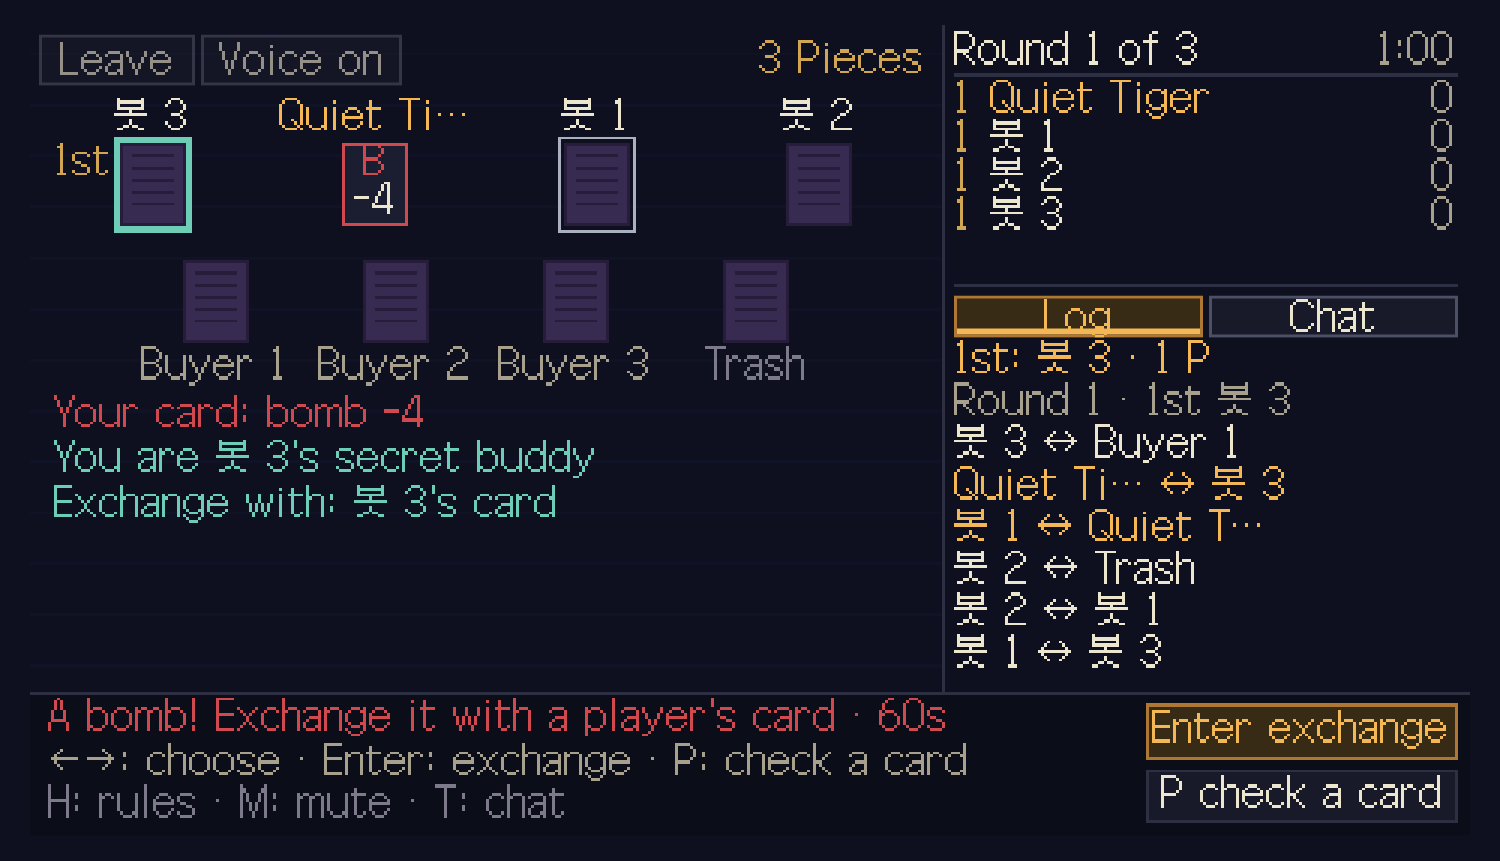 Leave
Voice on
3 Pieces
봇 3
Quiet Ti…
봇 1
봇 2
1st
B
-4
Buyer 1
Buyer 2
Buyer 3
Trash
Your card: bomb -4
You are 봇 3's secret buddy
Exchange with: 봇 3's card
Round 1 of 3
1:00
1 Quiet Tiger 0
1 봇 1 0
1 봇 2 0
1 봇 3 0
Log
Chat
1st: 봇 3 · 1 P
Round 1 · 1st 봇 3
봇 3 ⇔ Buyer 1
Quiet Ti… ⇔ 봇 3
봇 1 ⇔ Quiet T…
봇 2 ⇔ Trash
봇 2 ⇔ 봇 1
봇 1 ⇔ 봇 3
A bomb! Exchange it with a player's card · 60s
←→: choose · Enter: exchange · P: check a card
H: rules · M: mute · T: chat
Enter exchange
P check a card